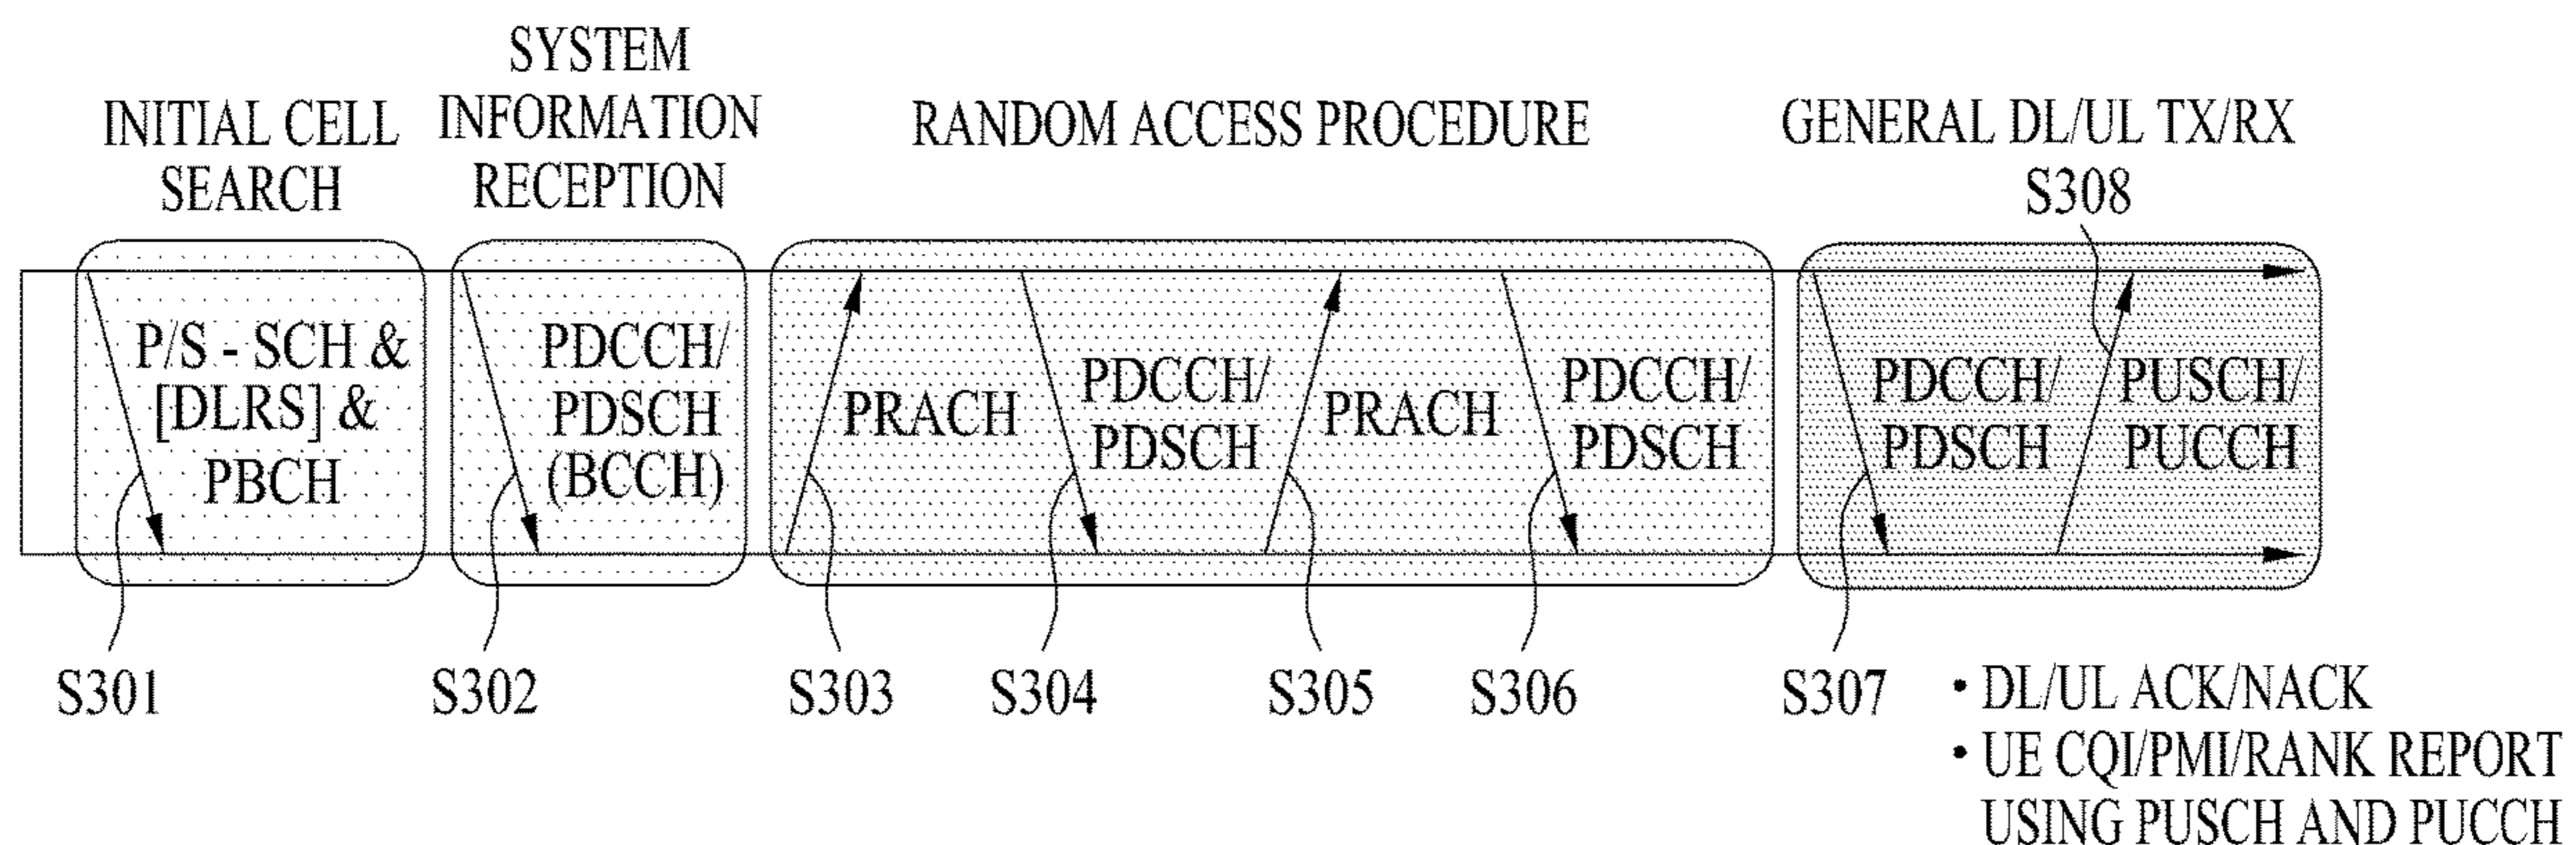 INITIAL CELL
SEARCH
SYSTEM
INFORMATION
RECEPTION
RANDOM ACCESS PROCEDURE
GENERAL DL/UL TX/RX
S308
P/S - SCH &
[DLRS] &
PBCH
PDCCH/
PDSCH
(BCCH)
PRACH
PDCCH/
PDSCH
PRACH
PDCCH/
PDSCH
PDCCH/
PDSCH
PUSCH/
PUCCH
S301
S302
S303
S304
S305
S306
S307
• DL/UL ACK/NACK
• UE CQI/PMI/RANK REPORT
USING PUSCH AND PUCCH